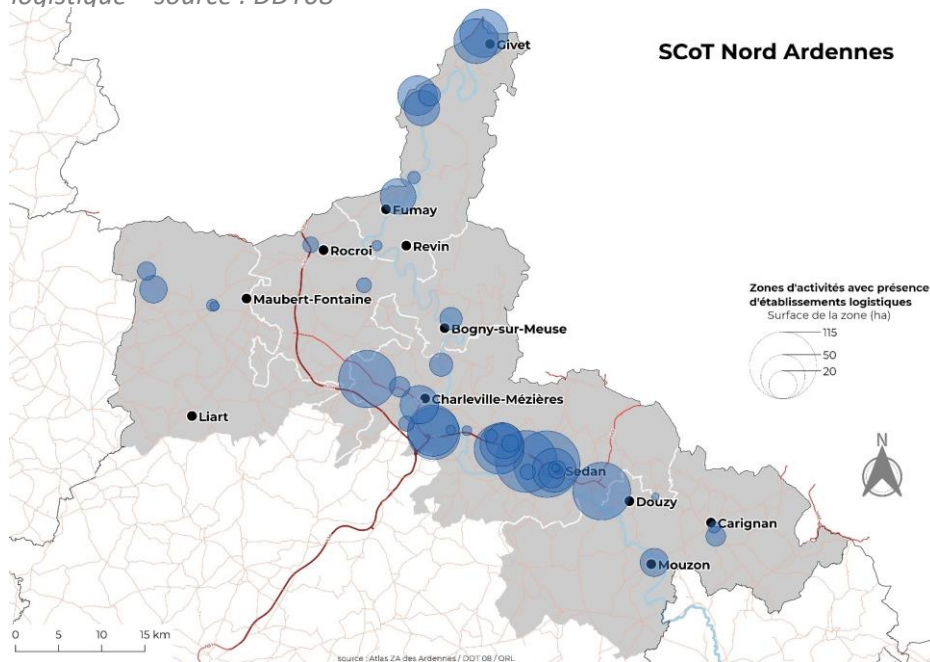 logistique – source : DDT08
SCoT Nord Ardennes
Givet
Fumay
Rocroi
Revin
Maubert-Fontaine
Bogny-sur-Meuse
Liart
Charleville-Mézières
Sedan
Douzy
Carignan
Mouzon
Zones d'activités avec présence
d'établissements logistiques
Surface de la zone (ha)
115
50
20
N
0 5 10 15 km
source : Atlas ZA des Ardennes / DDT 08 / QRL